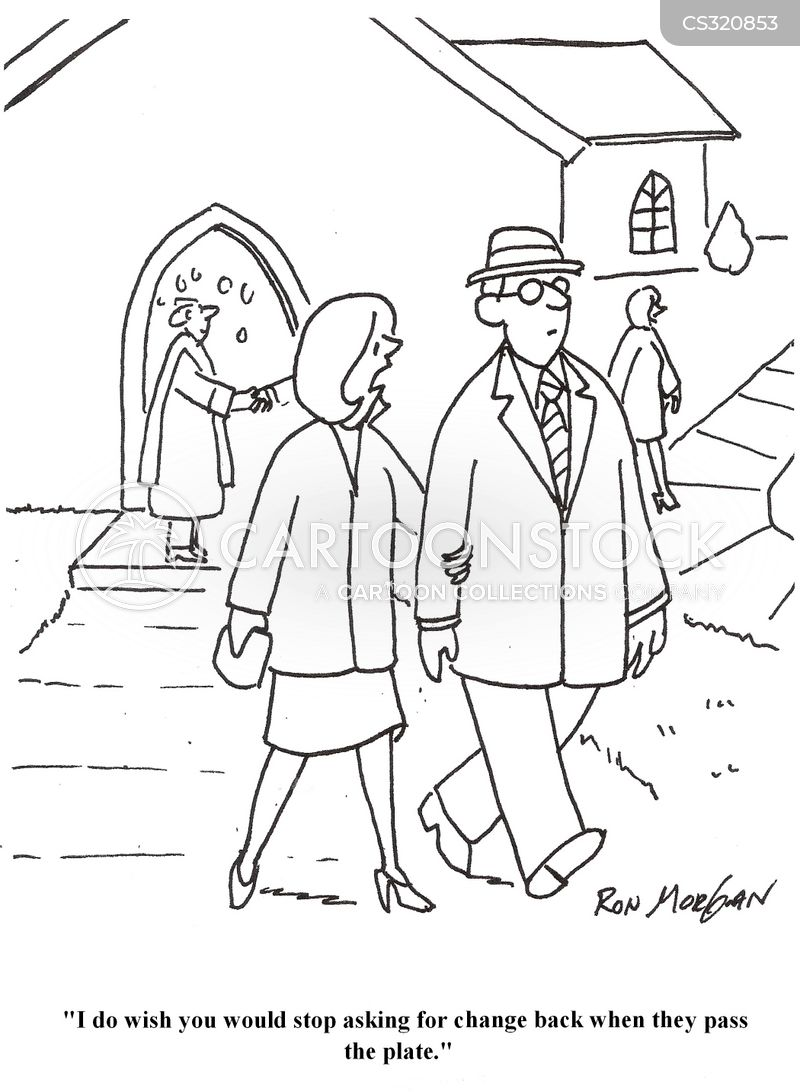 CS320853
CARTOONSTOCK
A CARTOON COLLECTIONS COMPANY
RON MORGAN
"I do wish you would stop asking for change back when they pass
the plate."